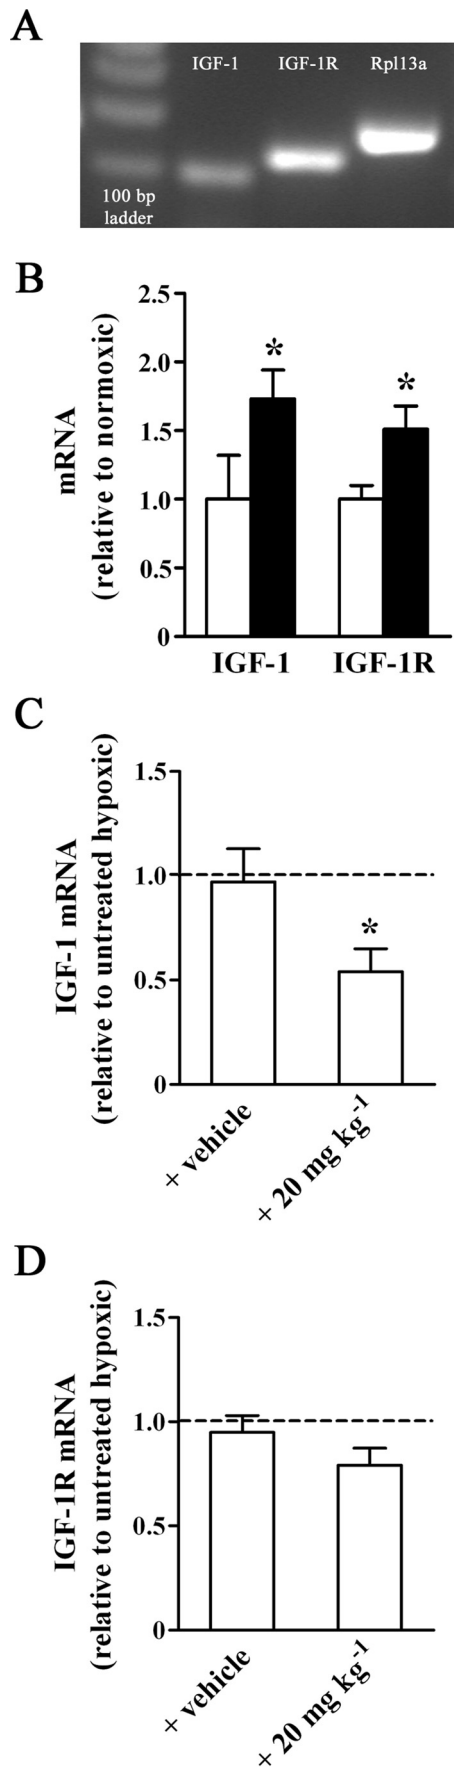 A
IGF-1 IGF-1R Rpl13a
100 bp
ladder
B
mRNA
(relative to normoxic)
2.5
2.0
1.5
1.0
0.5
0
*
*
IGF-1 IGF-1R
C
IGF-1 mRNA
(relative to untreated hypoxic)
1.5
1.0
0.5
0
*
+ vehicle
+ 20 mg kg-1
D
IGF-1R mRNA
(relative to untreated hypoxic)
1.5
1.0
0.5
0
+ vehicle
+ 20 mg kg-1